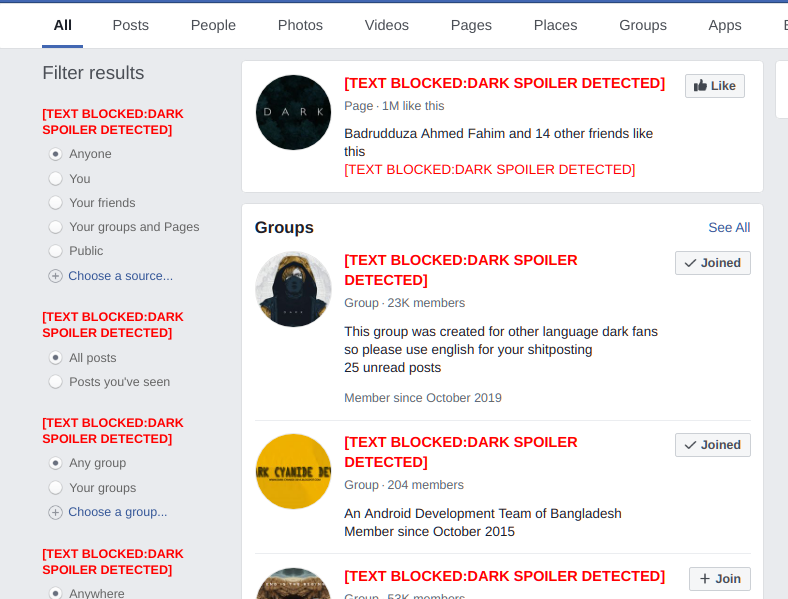 All Posts People Photos Videos Pages Places Groups Apps
Filter results
[TEXT BLOCKED:DARK
SPOILER DETECTED]
Anyone
You
Your friends
Your groups and Pages
Public
Choose a source...
[TEXT BLOCKED:DARK
SPOILER DETECTED]
All posts
Posts you've seen
[TEXT BLOCKED:DARK
SPOILER DETECTED]
Any group
Your groups
Choose a group...
[TEXT BLOCKED:DARK
SPOILER DETECTED]
Anywhere
DARK
[TEXT BLOCKED:DARK SPOILER DETECTED]
Like
Page · 1M like this
Badrudduza Ahmed Fahim and 14 other friends like
this
[TEXT BLOCKED:DARK SPOILER DETECTED]
Groups
See All
[TEXT BLOCKED:DARK SPOILER
DETECTED]
Joined
Group · 23K members
This group was created for other language dark fans
so please use english for your shitposting
25 unread posts
Member since October 2019
[TEXT BLOCKED:DARK SPOILER
DETECTED]
Joined
Group · 204 members
An Android Development Team of Bangladesh
Member since October 2015
CYANIDE
[TEXT BLOCKED:DARK SPOILER DETECTED]
Join
Group · 53K members